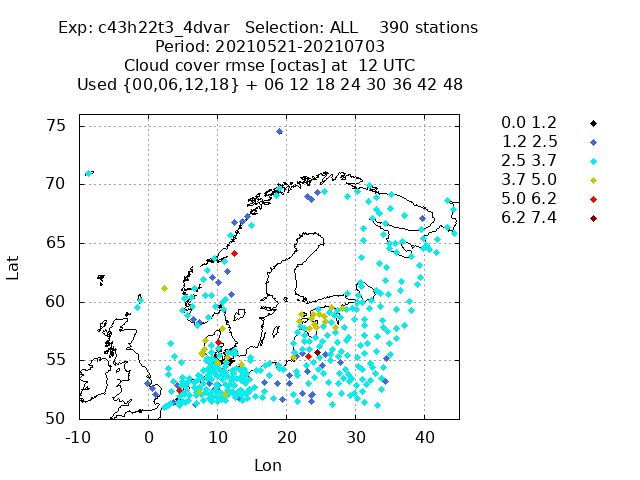 Exp: c43h22t3_4dvar   Selection: ALL    390 stations
Period: 20210521-20210703
Cloud cover rmse [octas] at  12 UTC
Used {00,06,12,18} + 06 12 18 24 30 36 42 48
75
70
65
60
55
50
Lat
-10 0 10 20 30 40
Lon
0.0 1.2
1.2 2.5
2.5 3.7
3.7 5.0
5.0 6.2
6.2 7.4